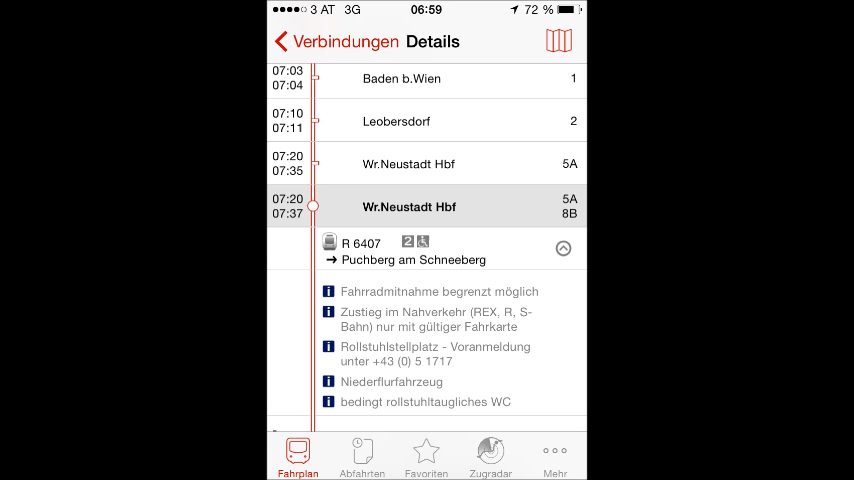 3 AT 3G 06:59 72 %
Verbindungen Details
07:03
07:04 Baden b.Wien 1
07:10
07:11 Leobersdorf 2
07:20
07:35 Wr.Neustadt Hbf 5A
07:20 5A
07:37 Wr.Neustadt Hbf 8B
R 6407 2
→ Puchberg am Schneeberg
i Fahrradmitnahme begrenzt möglich
i Zustieg im Nahverkehr (REX, R, S-
Bahn) nur mit gültiger Fahrkarte
i Rollstuhlstellplatz - Voranmeldung
unter +43 (0) 5 1717
i Niederflurfahrzeug
i bedingt rollstuhltaugliches WC
Fahrplan Abfahrten Favoriten Zugradar Mehr